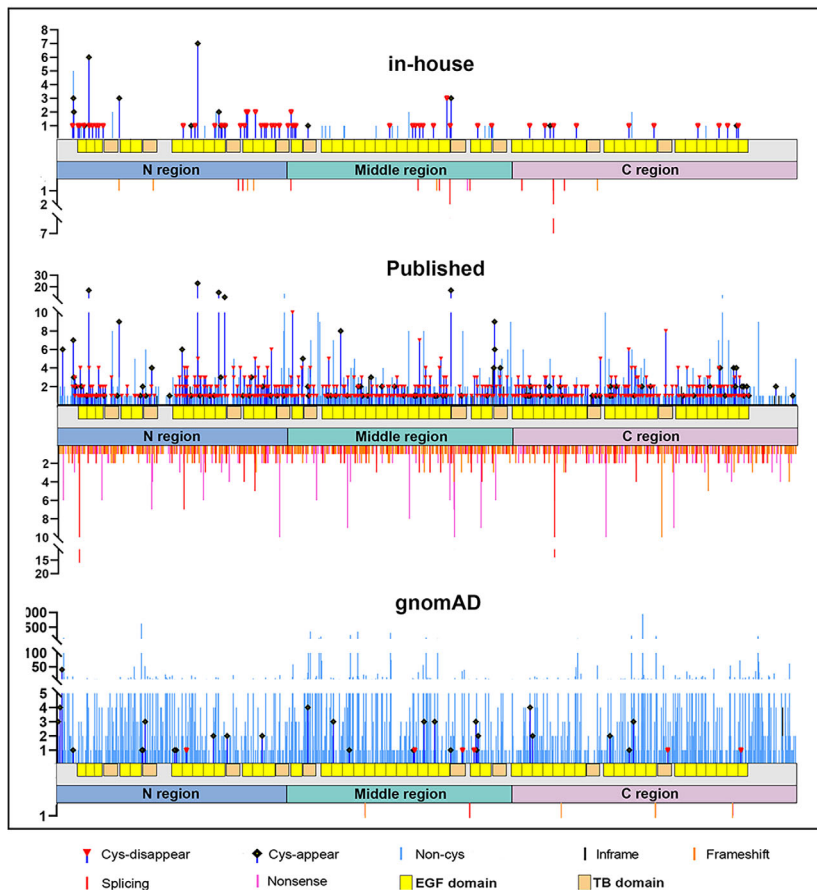 in-house
8
7
6
5
4
3
2
1
N region
Middle region
C region
1
2
7
Published
30
20
10
8
6
4
2
N region
Middle region
C region
2
4
6
8
10
15
20
gnomAD
500
100
50
5
4
3
2
1
N region
Middle region
C region
1
Cys-disappear
Cys-appear
Non-cys
Inframe
Frameshift
Splicing
Nonsense
EGF domain
TB domain